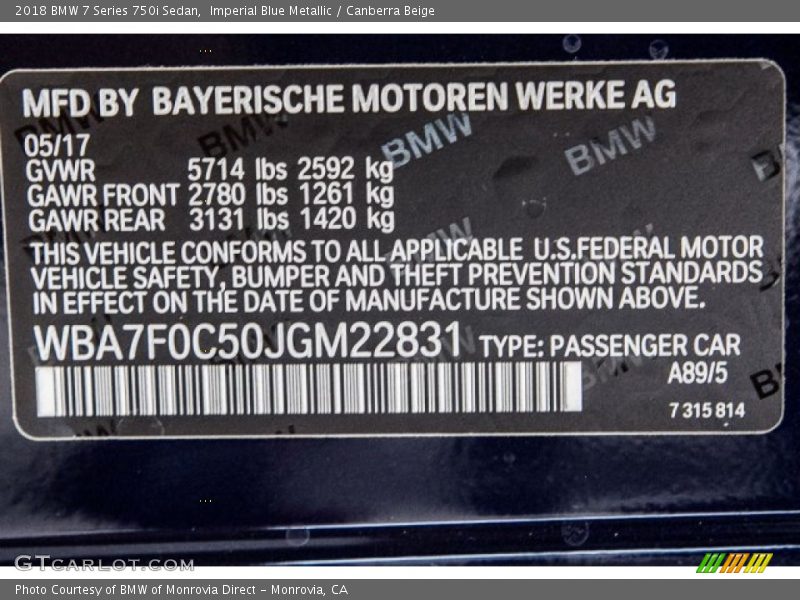 2018 BMW 7 Series 750i Sedan,  Imperial Blue Metallic / Canberra Beige
MFD BY BAYERISCHE MOTOREN WERKE AG
05/17
GVWR 5714 lbs 2592 kg
GAWR FRONT 2780 lbs 1261 kg
GAWR REAR 3131 lbs 1420 kg
THIS VEHICLE CONFORMS TO ALL APPLICABLE U.S.FEDERAL MOTOR
VEHICLE SAFETY, BUMPER AND THEFT PREVENTION STANDARDS
IN EFFECT ON THE DATE OF MANUFACTURE SHOWN ABOVE.
WBA7F0C50JGM22831 TYPE: PASSENGER CAR
A89/5
7 315 814
BMW
BMW
BMW
GTCARLOT.COM
Photo Courtesy of BMW of Monrovia Direct - Monrovia, CA